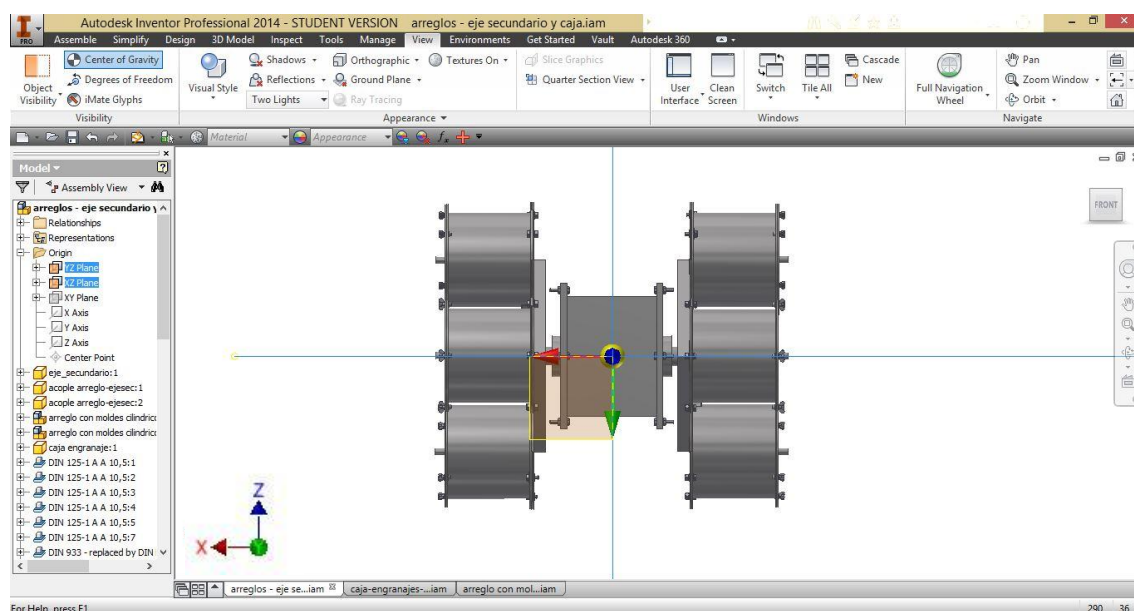 Autodesk Inventor Professional 2014 - STUDENT VERSION arreglos - eje secundario y caja.iam
PRO Assemble Simplify Design 3D Model Inspect Tools Manage View Environments Get Started Vault Autodesk 360
Object Visibility
Center of Gravity
Degrees of Freedom
iMate Glyphs
Visual Style
Shadows
Reflections
Two Lights
Orthographic
Ground Plane
Ray Tracing
Textures On
Slice Graphics
Quarter Section View
User Interface
Clean Screen
Switch
Tile All
Cascade
New
Full Navigation Wheel
Pan
Zoom Window
Orbit
Visibility Appearance Windows Navigate
Material Appearance fx
Model
Assembly View
arreglos - eje secundario y
Relationships
Representations
Origin
YZ Plane
XZ Plane
XY Plane
X Axis
Y Axis
Z Axis
Center Point
eje_secundario:1
acople arreglo-ejesec:1
acople arreglo-ejesec:2
arreglo con moldes cilindric
arreglo con moldes cilindric
caja engranaje:1
DIN 125-1 A A 10,5:1
DIN 125-1 A A 10,5:2
DIN 125-1 A A 10,5:3
DIN 125-1 A A 10,5:4
DIN 125-1 A A 10,5:5
DIN 125-1 A A 10,5:7
DIN 933 - replaced by DIN
FRONT
Z
X
arreglos - eje se...iam caja-engranajes-...iam arreglo con mol...iam
For Help, press F1 290 36